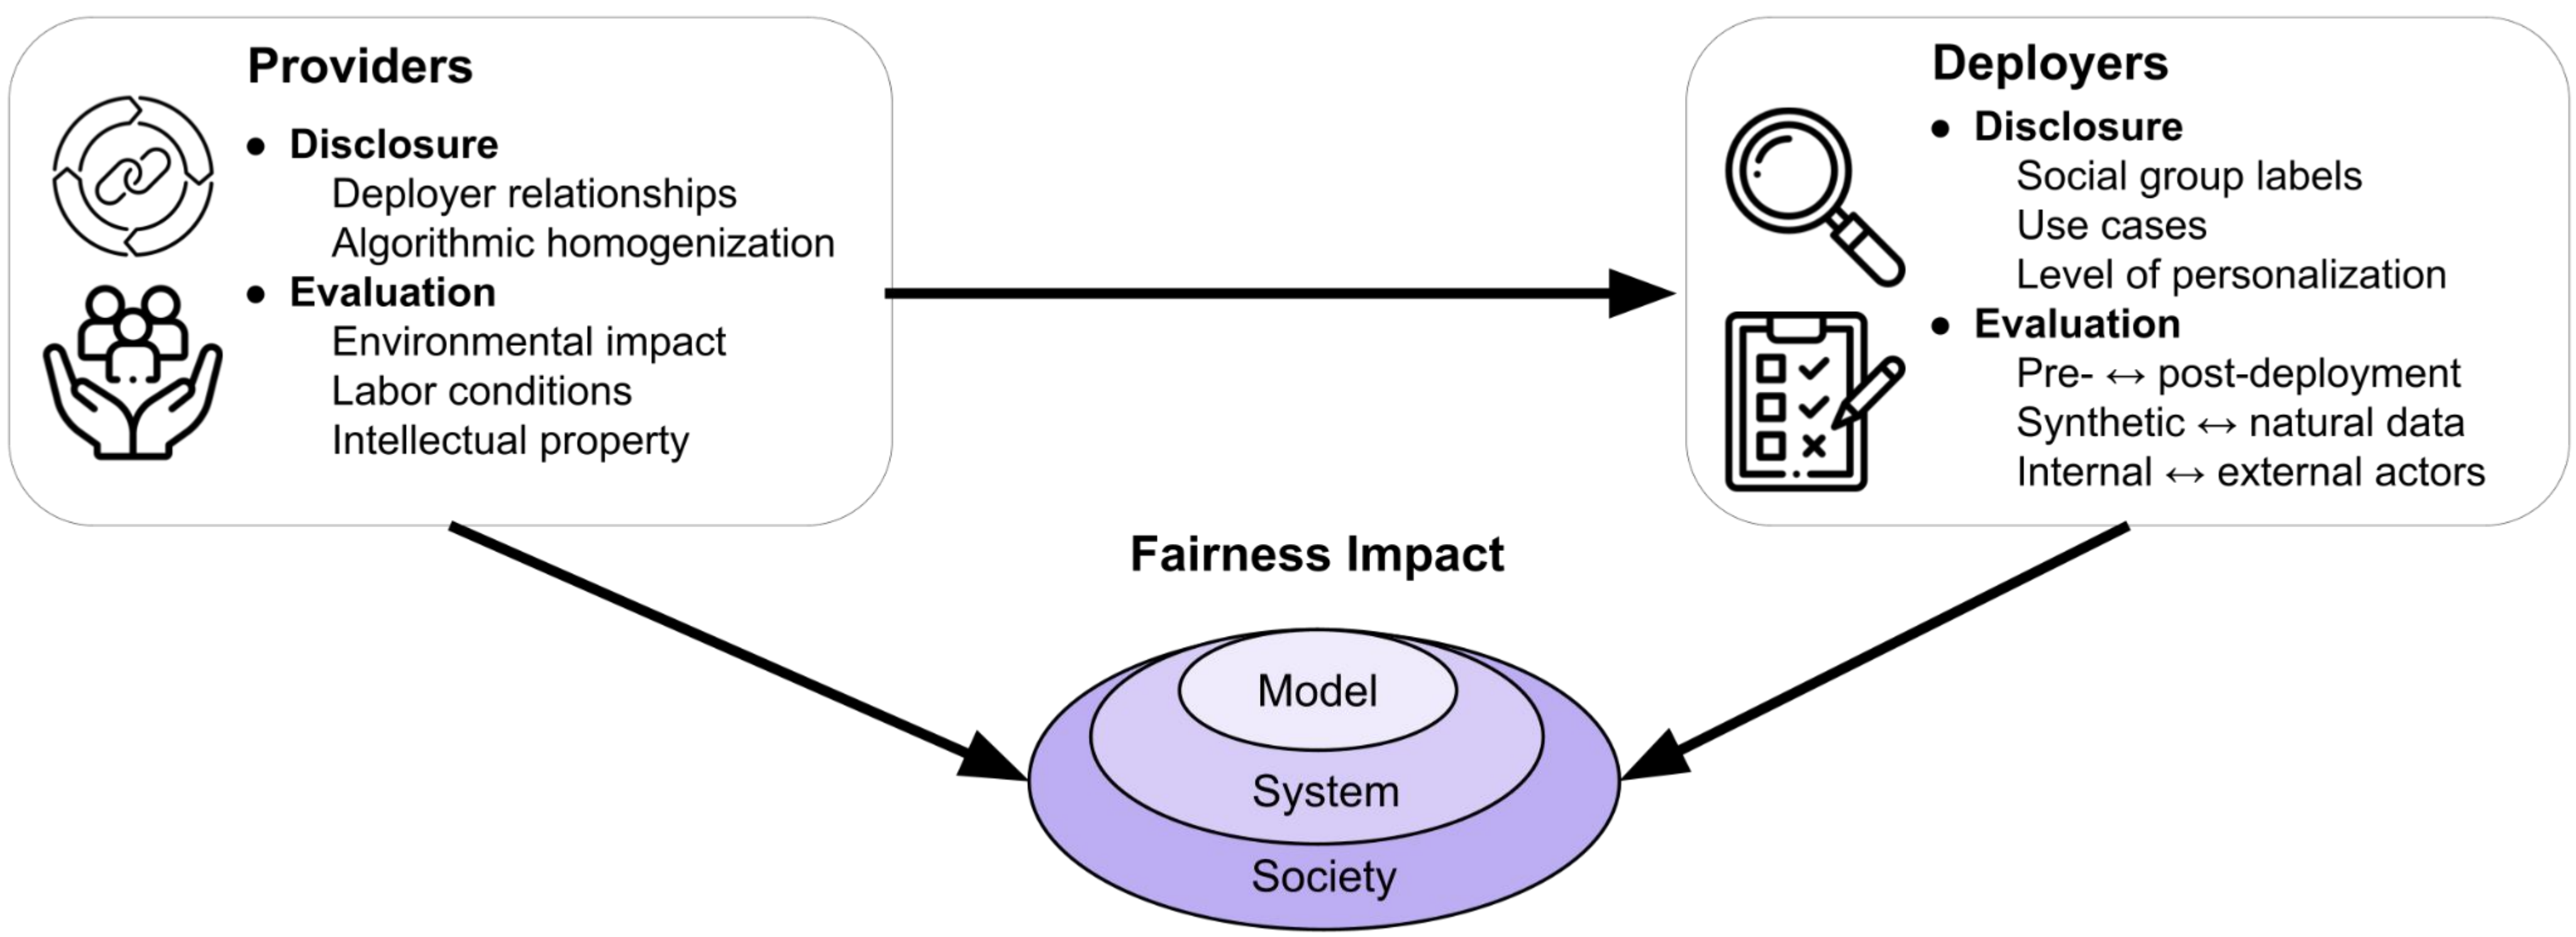 Providers
● Disclosure
Deployer relationships
Algorithmic homogenization
● Evaluation
Environmental impact
Labor conditions
Intellectual property
Deployers
● Disclosure
Social group labels
Use cases
Level of personalization
● Evaluation
Pre- ↔ post-deployment
Synthetic ↔ natural data
Internal ↔ external actors
Fairness Impact
Model
System
Society